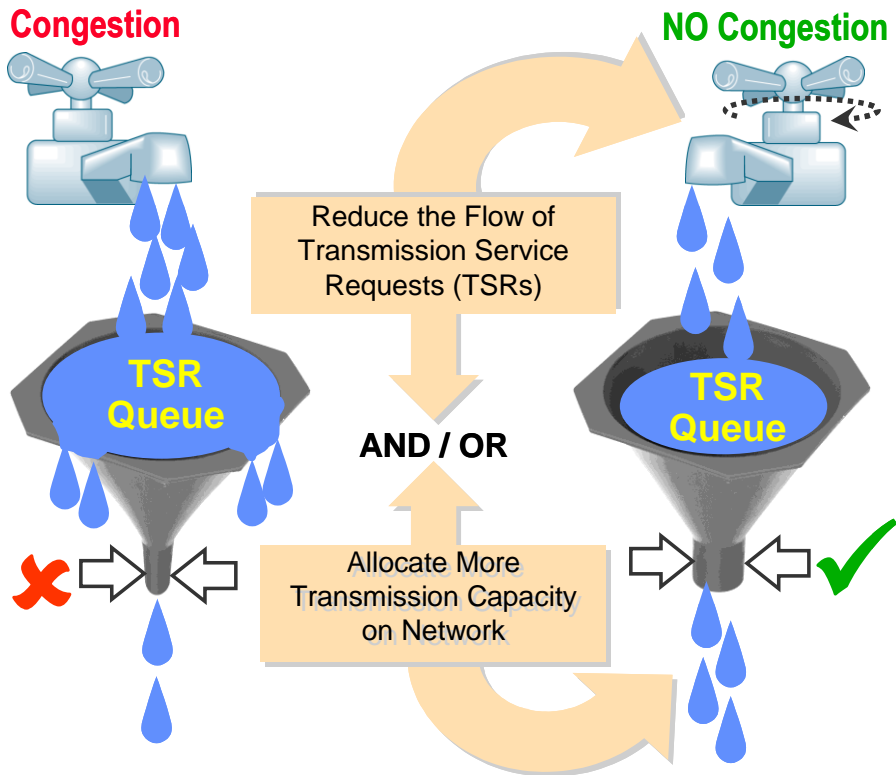 Congestion
NO Congestion
Reduce the Flow of
Transmission Service
Requests (TSRs)
TSR
Queue
TSR
Queue
AND / OR
Allocate More
Transmission Capacity
on Network